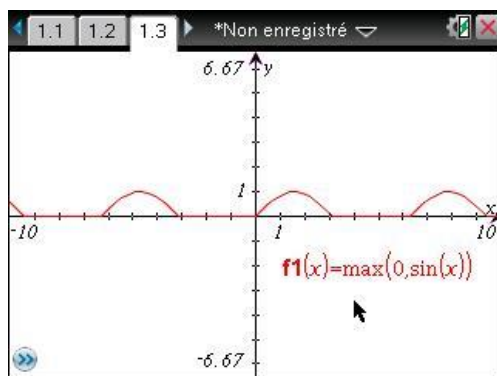 1.1 1.2 1.3 *Non enregistré
6.67 y
1
x
-10 1 10
f1(x)=max(0,sin(x))
-6.67